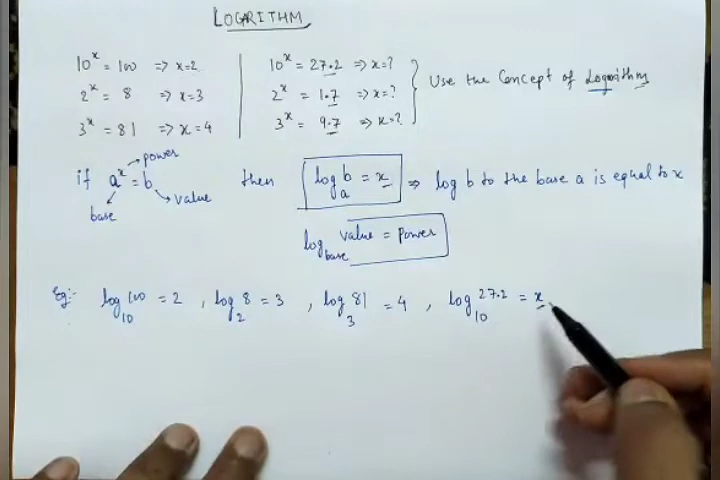 LOGARITHM
10^x = 100 => x=2
2^x = 8 => x=3
3^x = 81 => x=4
10^x = 27.2 => x=?
2^x = 1.7 => x=?
3^x = 9.7 => x=?
Use the Concept of Logarithm
if a^x = b
power
base
value
then log_a b = x => log b to the base a is equal to x
log_base value = Power
Eg:- log_10 100 = 2 , log_2 8 = 3 , log_3 81 = 4 , log_10 27.2 = x